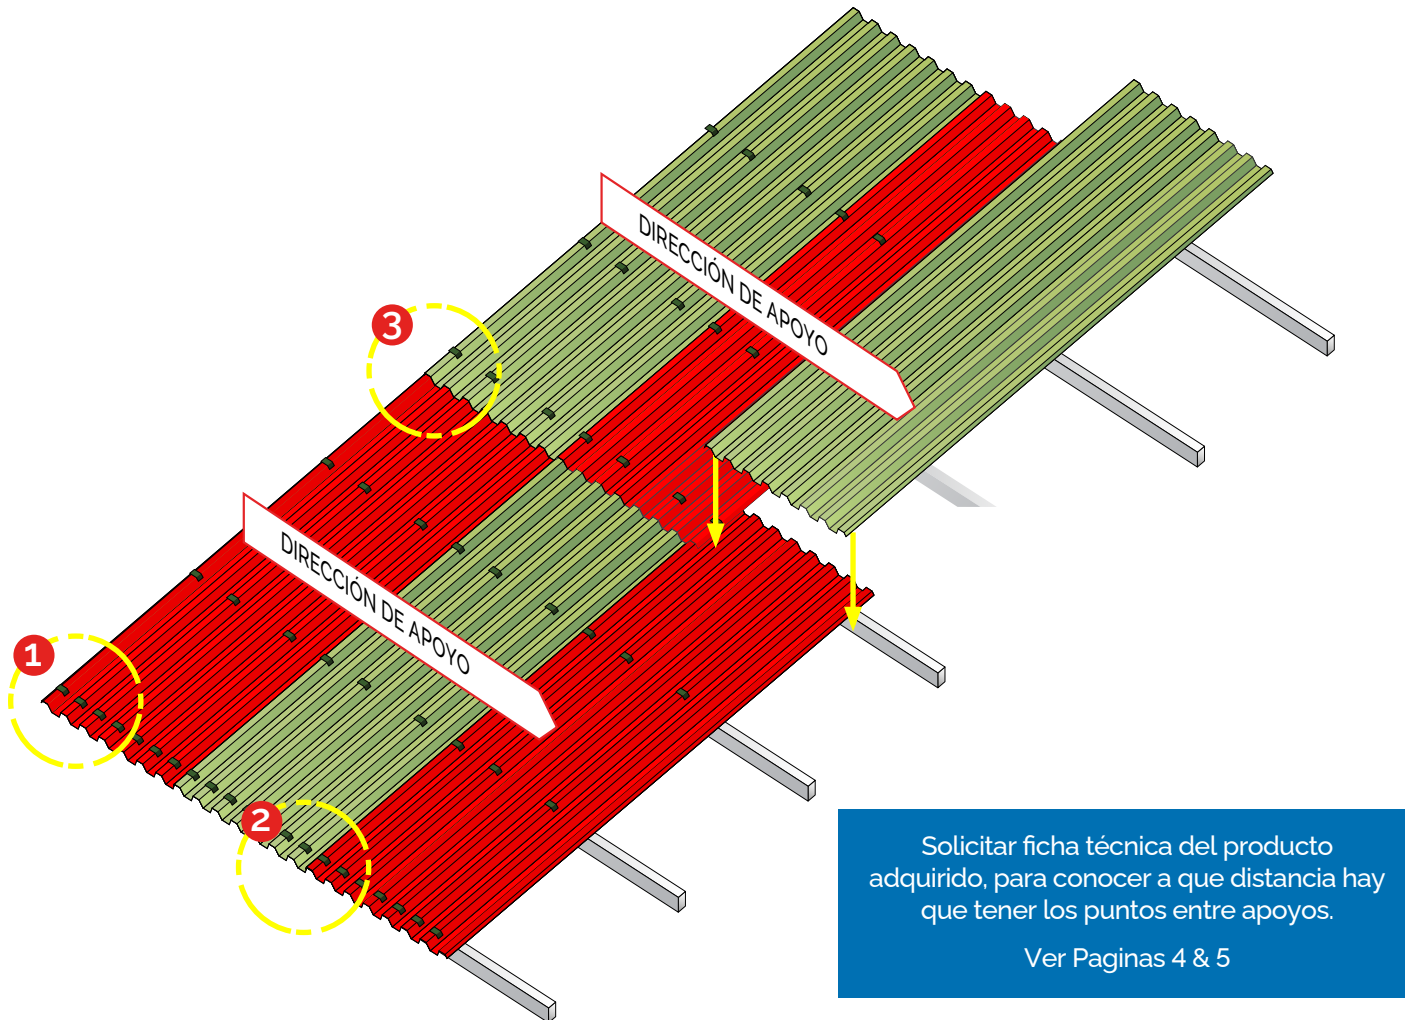 DIRECCIÓN DE APOYO
3
DIRECCIÓN DE APOYO
1
2
Solicitar ficha técnica del producto
adquirido, para conocer a que distancia hay
que tener los puntos entre apoyos.
Ver Paginas 4 & 5